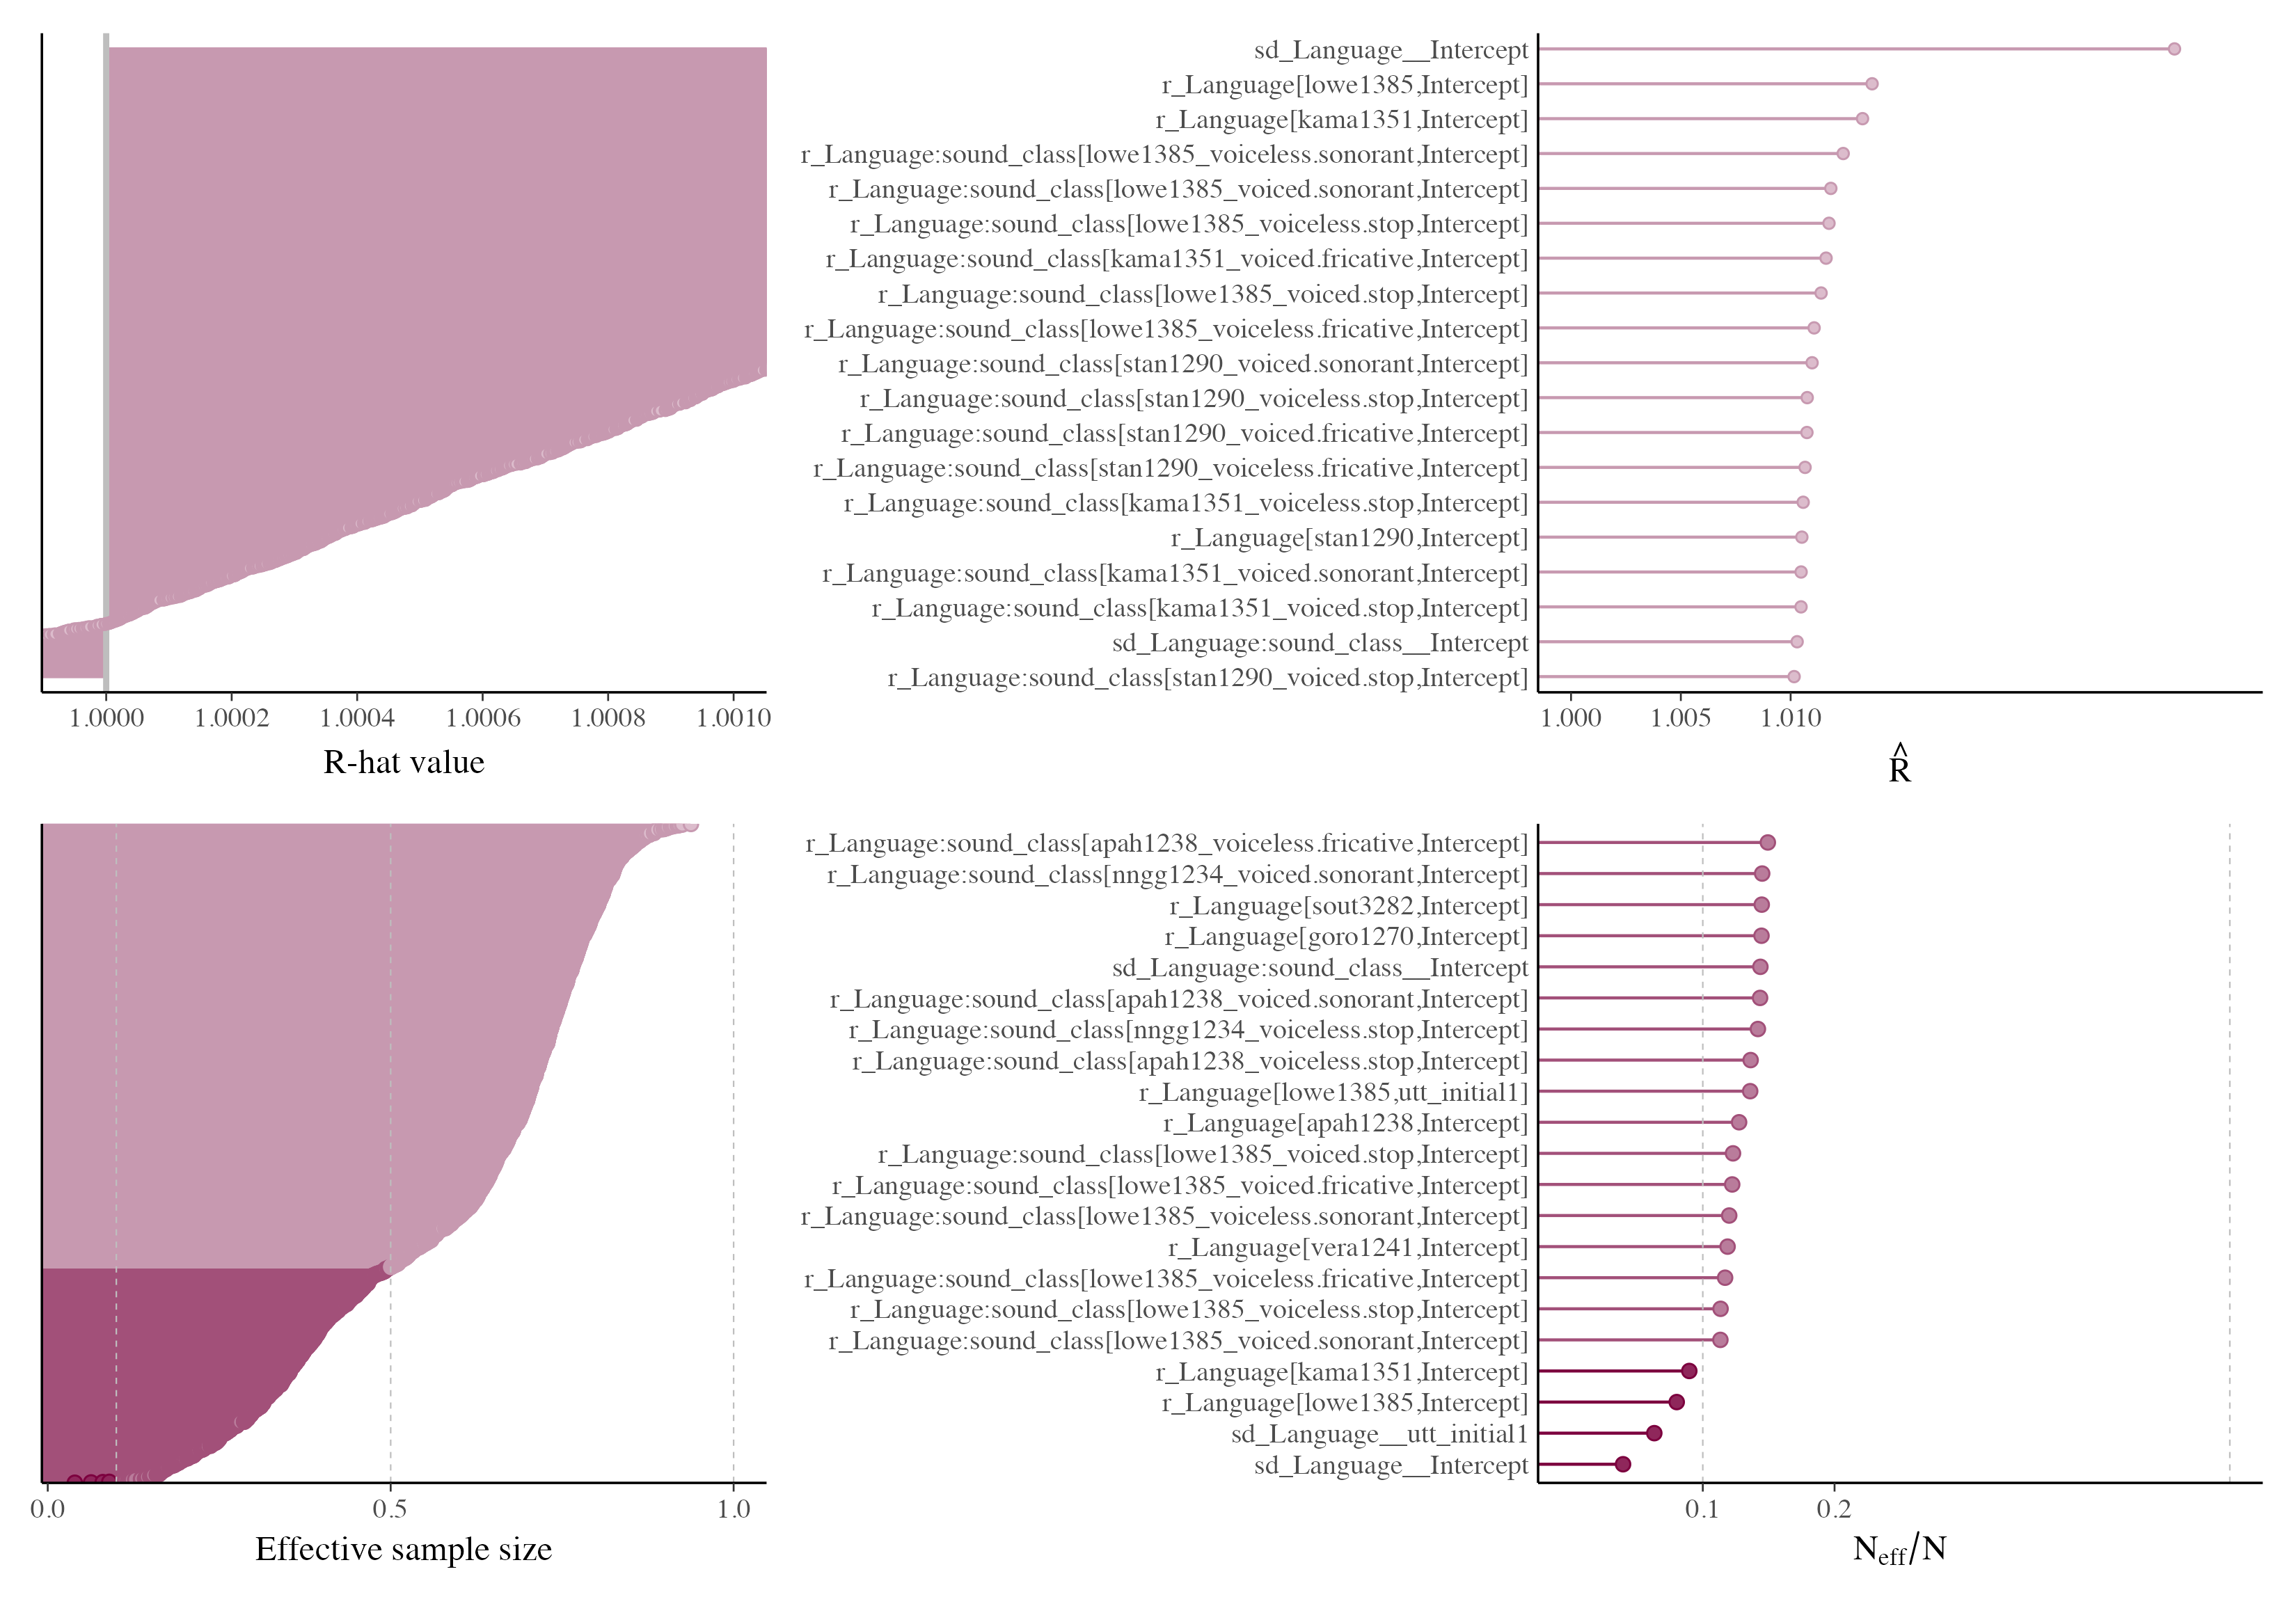 1.0000 1.0002 1.0004 1.0006 1.0008 1.0010
R-hat value
sd_Language__Intercept
r_Language[lowe1385,Intercept]
r_Language[kama1351,Intercept]
r_Language:sound_class[lowe1385_voiceless.sonorant,Intercept]
r_Language:sound_class[lowe1385_voiced.sonorant,Intercept]
r_Language:sound_class[lowe1385_voiceless.stop,Intercept]
r_Language:sound_class[kama1351_voiced.fricative,Intercept]
r_Language:sound_class[lowe1385_voiced.stop,Intercept]
r_Language:sound_class[lowe1385_voiceless.fricative,Intercept]
r_Language:sound_class[stan1290_voiced.sonorant,Intercept]
r_Language:sound_class[stan1290_voiceless.stop,Intercept]
r_Language:sound_class[stan1290_voiced.fricative,Intercept]
r_Language:sound_class[stan1290_voiceless.fricative,Intercept]
r_Language:sound_class[kama1351_voiceless.stop,Intercept]
r_Language[stan1290,Intercept]
r_Language:sound_class[kama1351_voiced.sonorant,Intercept]
r_Language:sound_class[kama1351_voiced.stop,Intercept]
sd_Language:sound_class__Intercept
r_Language:sound_class[stan1290_voiced.stop,Intercept]
1.000 1.005 1.010
R̂
0.0 0.5 1.0
Effective sample size
r_Language:sound_class[apah1238_voiceless.fricative,Intercept]
r_Language:sound_class[nngg1234_voiced.sonorant,Intercept]
r_Language[sout3282,Intercept]
r_Language[goro1270,Intercept]
sd_Language:sound_class__Intercept
r_Language:sound_class[apah1238_voiced.sonorant,Intercept]
r_Language:sound_class[nngg1234_voiceless.stop,Intercept]
r_Language:sound_class[apah1238_voiceless.stop,Intercept]
r_Language[lowe1385,utt_initial1]
r_Language[apah1238,Intercept]
r_Language:sound_class[lowe1385_voiced.stop,Intercept]
r_Language:sound_class[lowe1385_voiced.fricative,Intercept]
r_Language:sound_class[lowe1385_voiceless.sonorant,Intercept]
r_Language[vera1241,Intercept]
r_Language:sound_class[lowe1385_voiceless.fricative,Intercept]
r_Language:sound_class[lowe1385_voiceless.stop,Intercept]
r_Language:sound_class[lowe1385_voiced.sonorant,Intercept]
r_Language[kama1351,Intercept]
r_Language[lowe1385,Intercept]
sd_Language__utt_initial1
sd_Language__Intercept
0.1 0.2
Neff/N